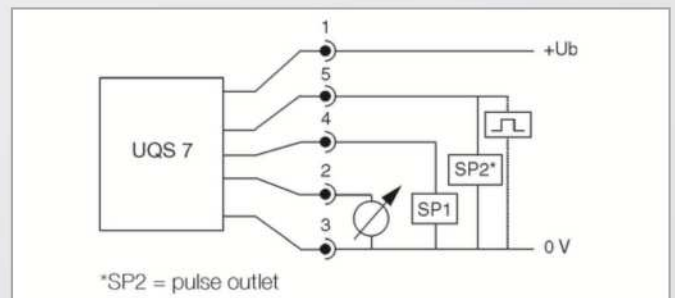 1
+Ub
5
4
UQS 7
SP2*
2
SP1
3
0 V
*SP2 = pulse outlet